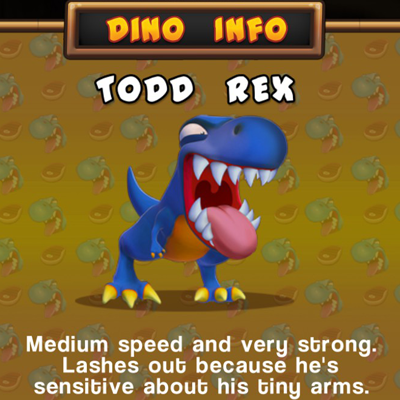 DINO INFO
TODD REX
Medium speed and very strong.
Lashes out because he's
sensitive about his tiny arms.